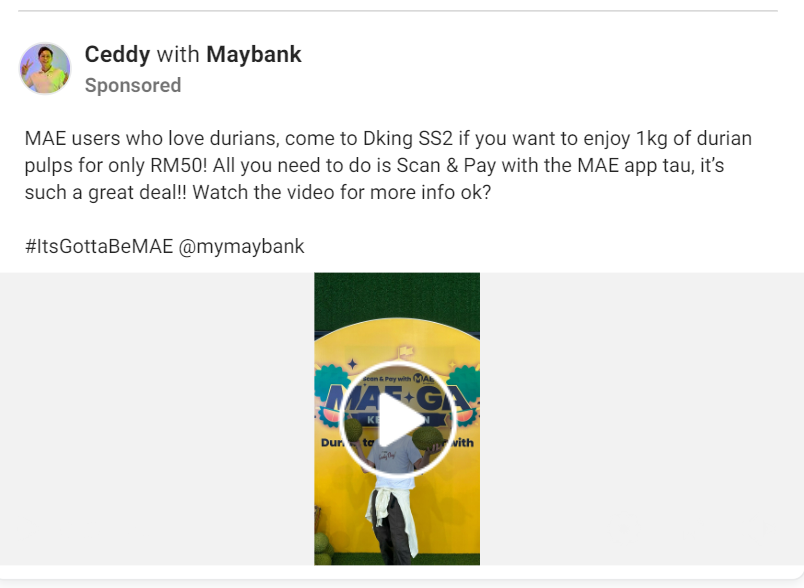 Ceddy with Maybank
Sponsored
MAE users who love durians, come to Dking SS2 if you want to enjoy 1kg of durian
pulps for only RM50! All you need to do is Scan & Pay with the MAE app tau, it’s
such a great deal!! Watch the video for more info ok?
#ItsGottaBeMAE @mymaybank
Scan & Pay with MAE
MAE GA
with